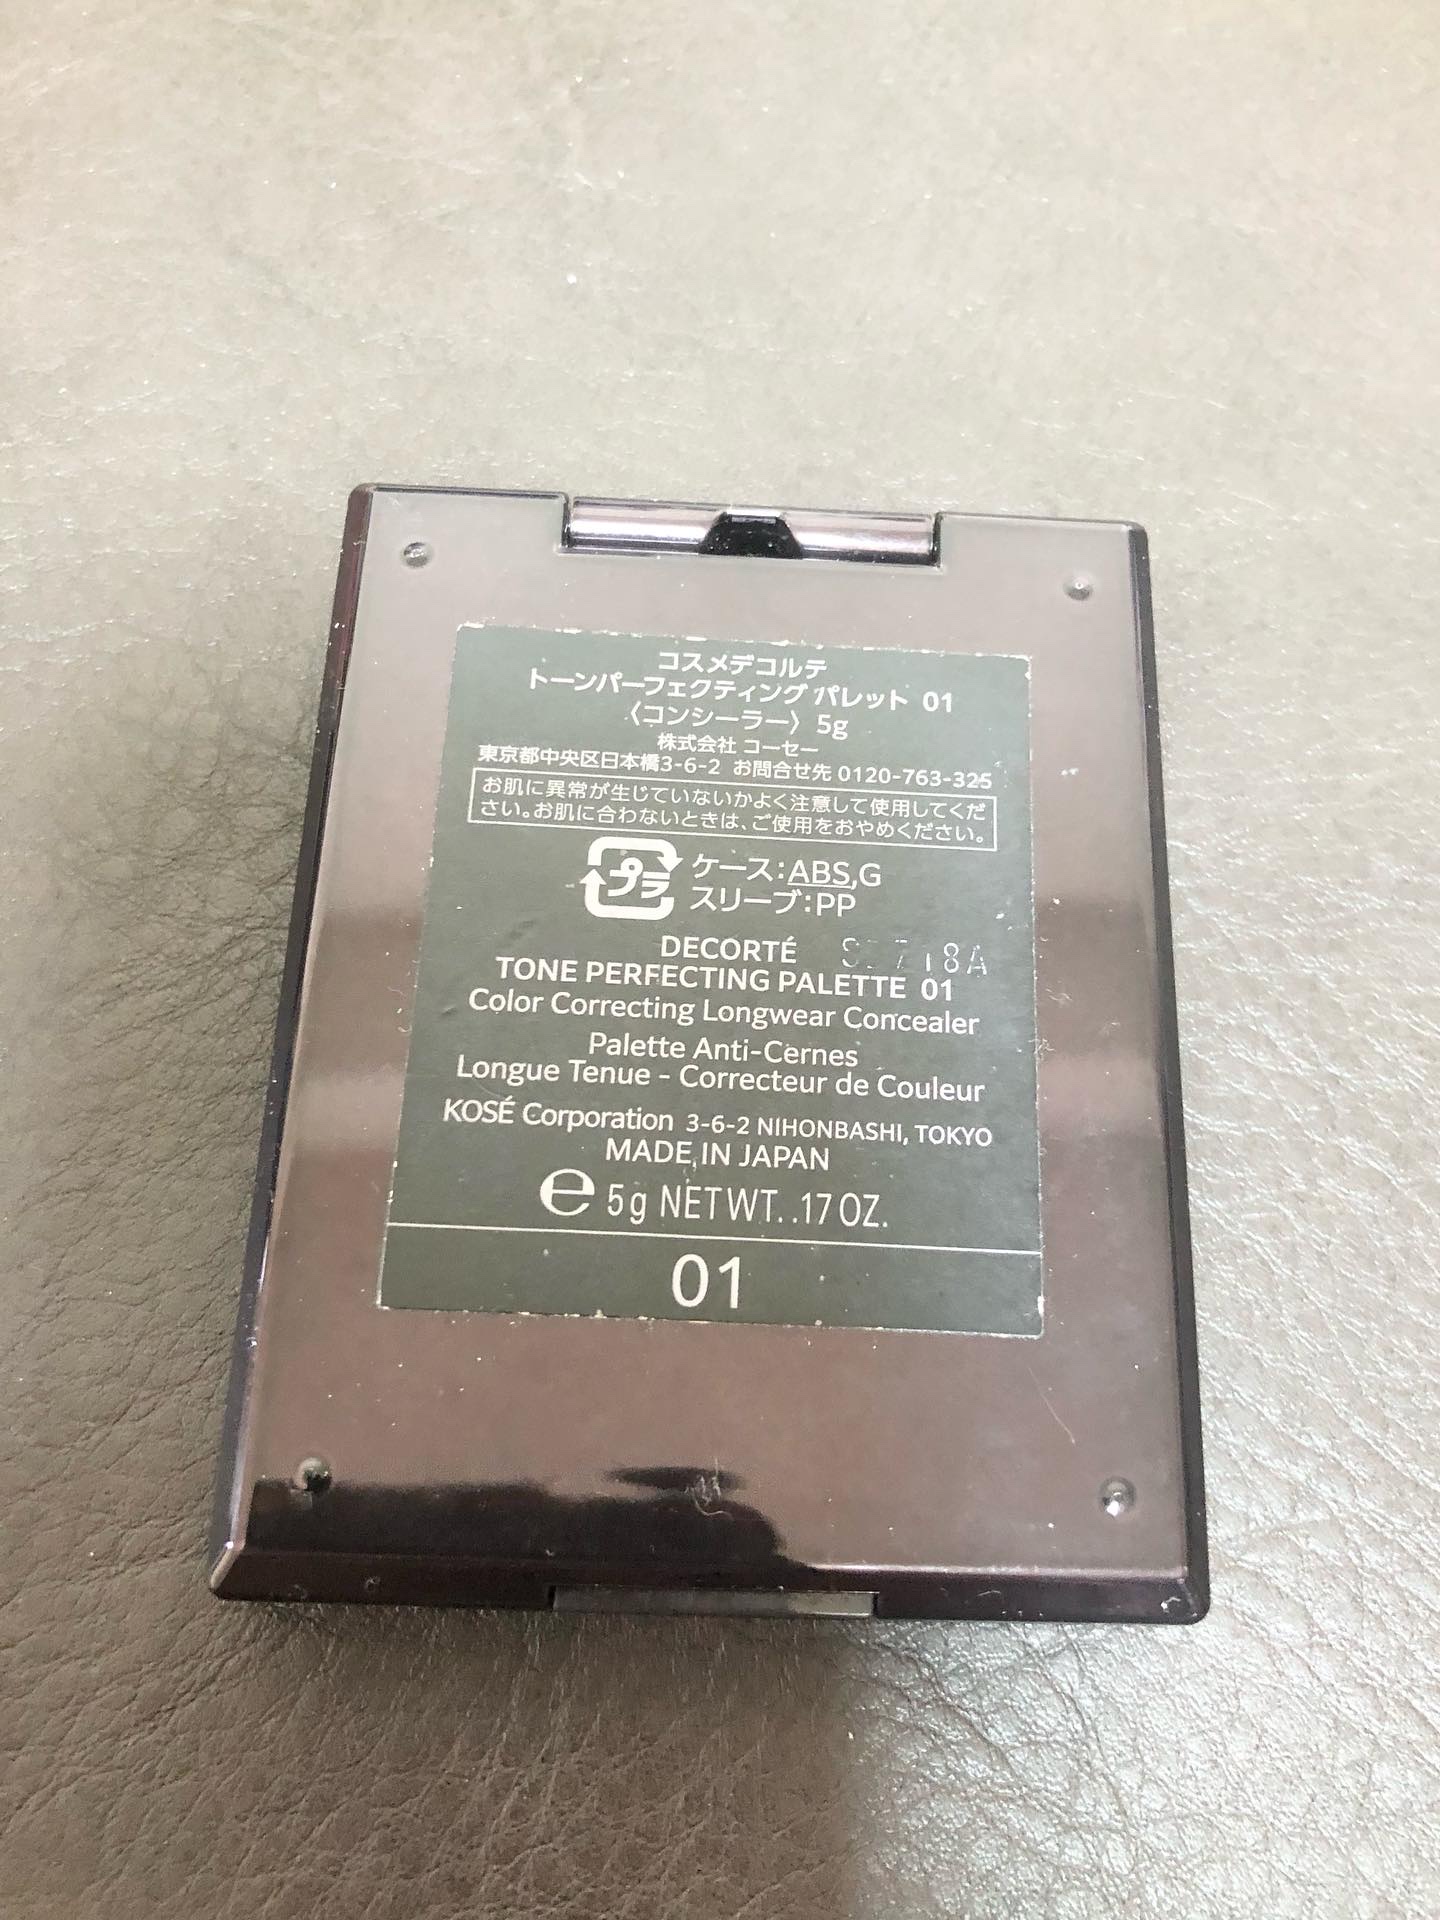 コスメデコルテ
トーンパーフェクティング パレット 01
〈コンシーラー〉 5g
株式会社 コーセー
東京都中央区日本橋3-6-2 お問合せ先 0120-763-325
お肌に異常が生じていないかよく注意して使用してくだ
さい。お肌に合わないときは、ご使用をおやめください。
プラ ケース:ABS,G
スリーブ:PP
DECORTÉ
TONE PERFECTING PALETTE 01
Color Correcting Longwear Concealer
Palette Anti-Cernes
Longue Tenue - Correcteur de Couleur
KOSÉ Corporation 3-6-2 NIHONBASHI, TOKYO
MADE IN JAPAN
℮ 5g NET WT. .17 OZ.
01